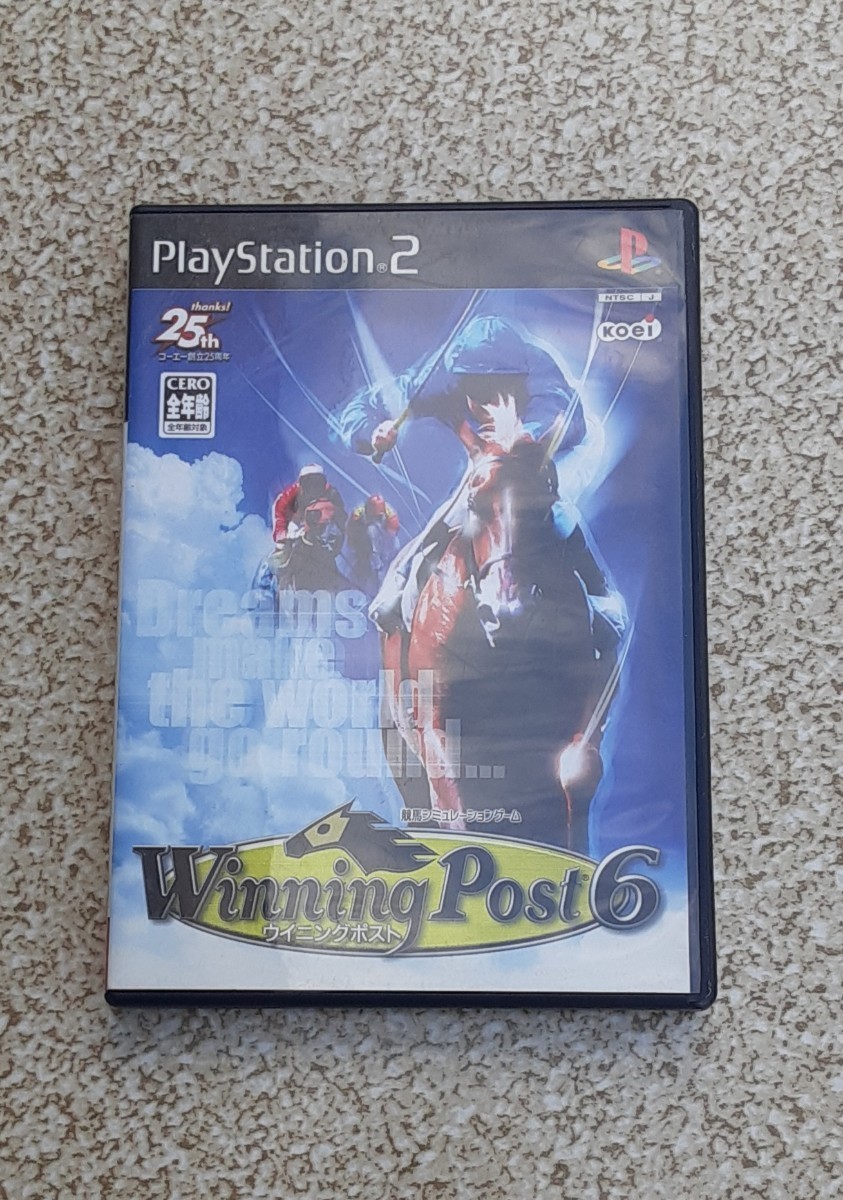 PlayStation®2
NTSC J
thanks!
25th
コーエー創立25周年
Koei
CERO
全年齢
全年齢対象
Dreams
make
the world
go round...
競馬シミュレーションゲーム
Winning Post®6
ウイニングポスト